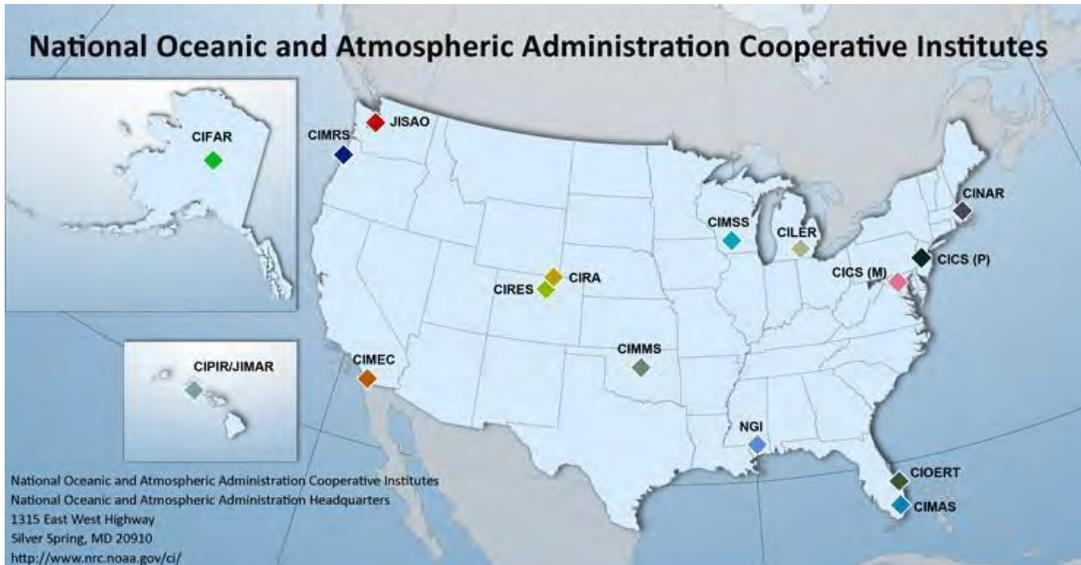 National Oceanic and Atmospheric Administration Cooperative Institutes
CIFAR
CIMRS
JISAO
CIMSS
CILER
CINAR
CICS (P)
CICS (M)
CIRA
CIRES
CIMMS
CIMEC
CIPIR/JIMAR
NGI
CIOERT
CIMAS
National Oceanic and Atmospheric Administration Cooperative Institutes
National Oceanic and Atmospheric Administration Headquarters
1315 East West Highway
Silver Spring, MD 20910
http://www.nrc.noaa.gov/ci/